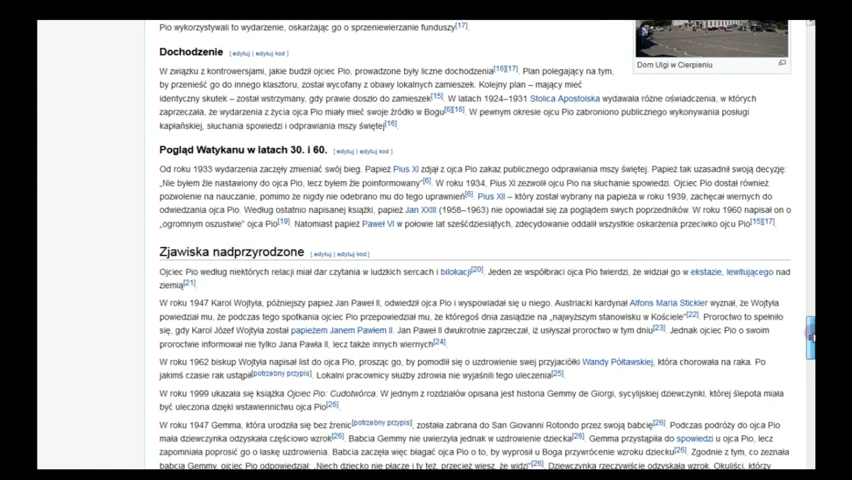 Pio wykorzystywali to wydarzenie, oskarżając go o sprzeniewierzanie funduszy[17].
Dochodzenie [ edytuj | edytuj kod ]
Dom Ulgi w Cierpieniu
W związku z kontrowersjami, jakie budził ojciec Pio, prowadzone były liczne dochodzenia[16][17]. Plan polegający na tym,
by przenieść go do innego klasztoru, został wycofany z obawy lokalnych zamieszek. Kolejny plan – mający mieć
identyczny skutek – został wstrzymany, gdy prawie doszło do zamieszek[15]. W latach 1924–1931 Stolica Apostolska wydawała różne oświadczenia, w których
zaprzeczała, że wydarzenia z życia ojca Pio miały mieć swoje źródło w Bogu[6][16]. W pewnym okresie ojcu Pio zabroniono publicznego wykonywania posługi
kapłańskiej, słuchania spowiedzi i odprawiania mszy świętej[16].
Pogląd Watykanu w latach 30. i 60. [ edytuj | edytuj kod ]
Od roku 1933 wydarzenia zaczęły zmieniać swój bieg. Papież Pius XI zdjął z ojca Pio zakaz publicznego odprawiania mszy świętej. Papież tak uzasadnił swoją decyzję:
„Nie byłem źle nastawiony do ojca Pio, lecz byłem źle poinformowany”[6]. W roku 1934, Pius XI zezwolił ojcu Pio na słuchanie spowiedzi. Ojciec Pio dostał również
pozwolenie na nauczanie, pomimo że nigdy nie odebrano mu do tego uprawnień[6]. Pius XII – który został wybrany na papieża w roku 1939, zachęcał wiernych do
odwiedzania ojca Pio. Według ostatnio napisanej książki, papież Jan XXIII (1958–1963) nie opowiadał się za poglądem swych poprzedników. W roku 1960 napisał on o
„ogromnym oszustwie” ojca Pio[19]. Natomiast papież Paweł VI w połowie lat sześćdziesiątych, zdecydowanie oddalił wszystkie oskarżenia przeciwko ojcu Pio[15][17].
Zjawiska nadprzyrodzone [ edytuj | edytuj kod ]
Ojciec Pio według niektórych relacji miał dar czytania w ludzkich sercach i bilokacji[20]. Jeden ze współbraci ojca Pio twierdzi, że widział go w ekstazie, lewitującego nad
ziemią[21].
W roku 1947 Karol Wojtyła, późniejszy papież Jan Paweł II, odwiedził ojca Pio i wyspowiadał się u niego. Austriacki kardynał Alfons Maria Stickler wyznał, że Wojtyła
powiedział mu, że podczas tego spotkania ojciec Pio przepowiedział mu, że któregoś dnia zasiądzie na „najwyższym stanowisku w Kościele”[22]. Proroctwo to spełniło
się, gdy Karol Józef Wojtyła został papieżem Janem Pawłem II. Jan Paweł II dwukrotnie zaprzeczał, iż usłyszał proroctwo w tym dniu[23]. Jednak ojciec Pio o swoim
proroctwie informował nie tylko Jana Pawła II, lecz także innych wiernych[24]
W roku 1962 biskup Wojtyła napisał list do ojca Pio, prosząc go, by pomodlił się o uzdrowienie swej przyjaciółki Wandy Półtawskiej, która chorowała na raka. Po
jakimś czasie rak ustąpił[potrzebny przypis]. Lokalni pracownicy służby zdrowia nie wyjaśnili tego uleczenia[25].
W roku 1999 ukazała się książka Ojciec Pio: Cudotwórca. W jednym z rozdziałów opisana jest historia Gemmy de Giorgi, sycylijskiej dziewczynki, której ślepota miała
być uleczona dzięki wstawiennictwu ojca Pio[26].
W roku 1947 Gemma, która urodziła się bez źrenic[potrzebny przypis], została zabrana do San Giovanni Rotondo przez swoją babcię[26]. Podczas podróży do ojca Pio
mała dziewczynka odzyskała częściowo wzrok[26]. Babcia Gemmy nie uwierzyła jednak w uzdrowienie dziecka[26]. Gemma przystąpiła do spowiedzi u ojca Pio, lecz
zapomniała poprosić go o łaskę uzdrowienia. Babcia zaczęła więc błagać ojca Pio o to, by wyprosił u Boga przywrócenie wzroku dziecku[26]. Zgodnie z tym, co zeznała
babcia Gemmy, ojciec Pio odpowiedział: „Niech dziecko nie płacze i ty też, przecież wiesz, że widzi”[26]. Dziewczynka rzeczywiście odzyskała wzrok. Okuliści, którzy